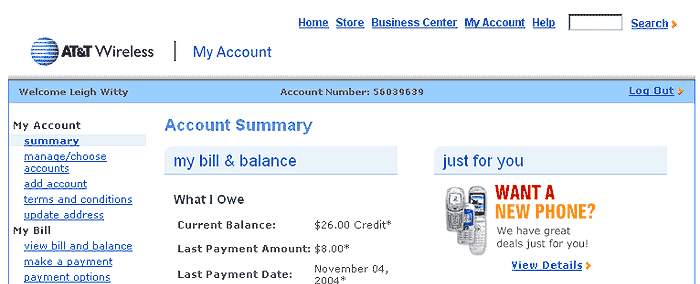 Home Store Business Center My Account Help Search >
AT&T Wireless | My Account
Welcome Leigh Witty Account Number: 56039639 Log Out >
My Account
summary
manage/choose
accounts
add account
terms and conditions
update address
My Bill
view bill and balance
make a payment
payment options
Account Summary
my bill & balance
What I Owe
Current Balance: $26.00 Credit*
Last Payment Amount: $8.00*
Last Payment Date: November 04,
2004*
just for you
WANT A
NEW PHONE?
We have great
deals just for you!
View Details >